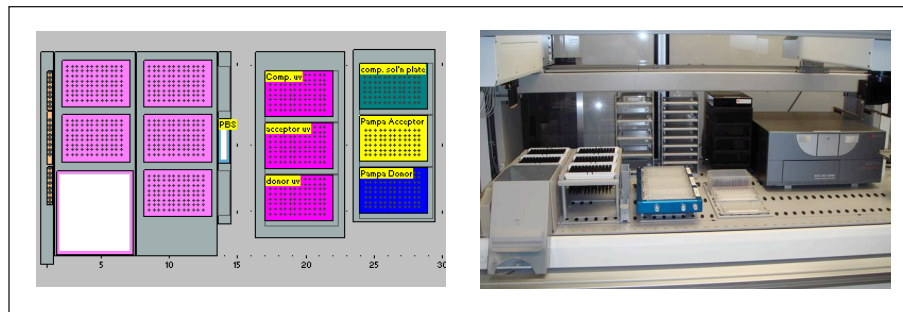 Comp. uv
comp. sol'n plate
acceptor uv
Pampa Acceptor
PBS
donor uv
Pampa Donor
5
10
15
20
25
30